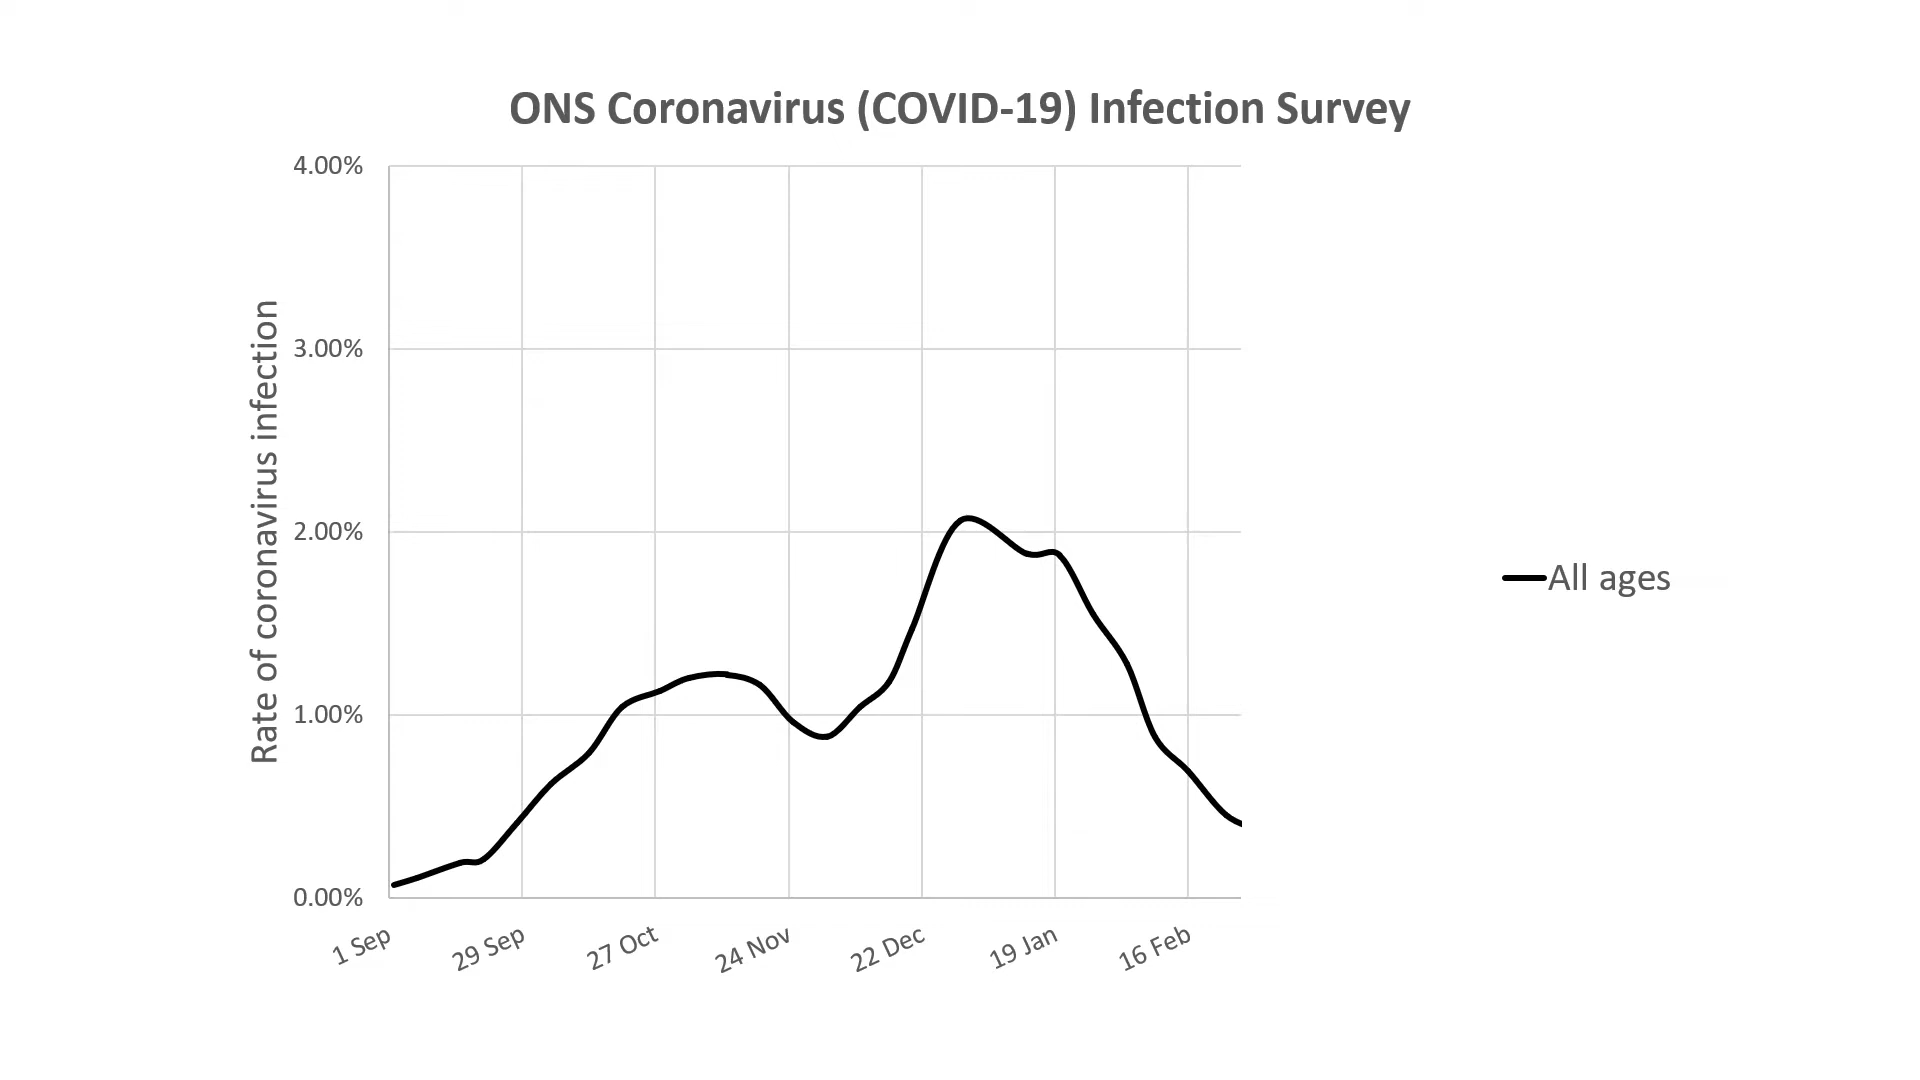 ONS Coronavirus (COVID-19) Infection Survey
4.00%
3.00%
2.00%
1.00%
0.00%
Rate of coronavirus infection
1 Sep
29 Sep
27 Oct
24 Nov
22 Dec
19 Jan
16 Feb
All ages